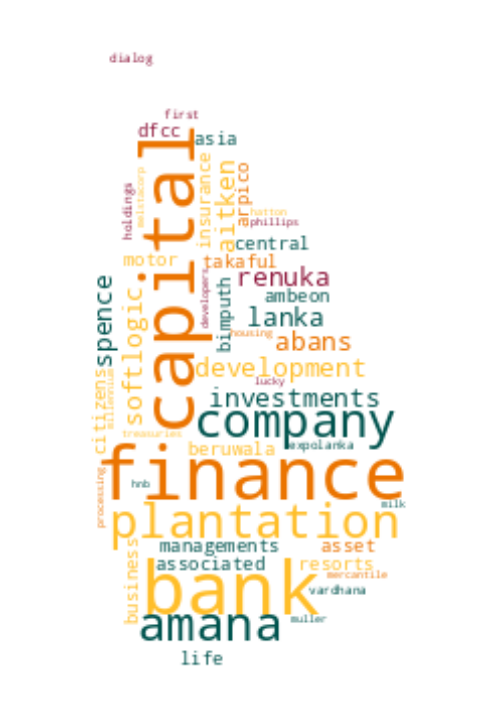 dialog
first
dfcc
asia
capital
insurance
aitken
arpico
holdings
hatton
phillips
central
motor
takaful
renuka
developers
bimputh
ambeon
spence
softlogic
lanka
housing
abans
development
lucky
citizens
millennium
investments
company
treasuries
beruwala
expolanka
finance
processing
hnb
milk
plantation
managements
asset
business
associated
resorts
mercantile
bank
vardhana
amana
muller
life